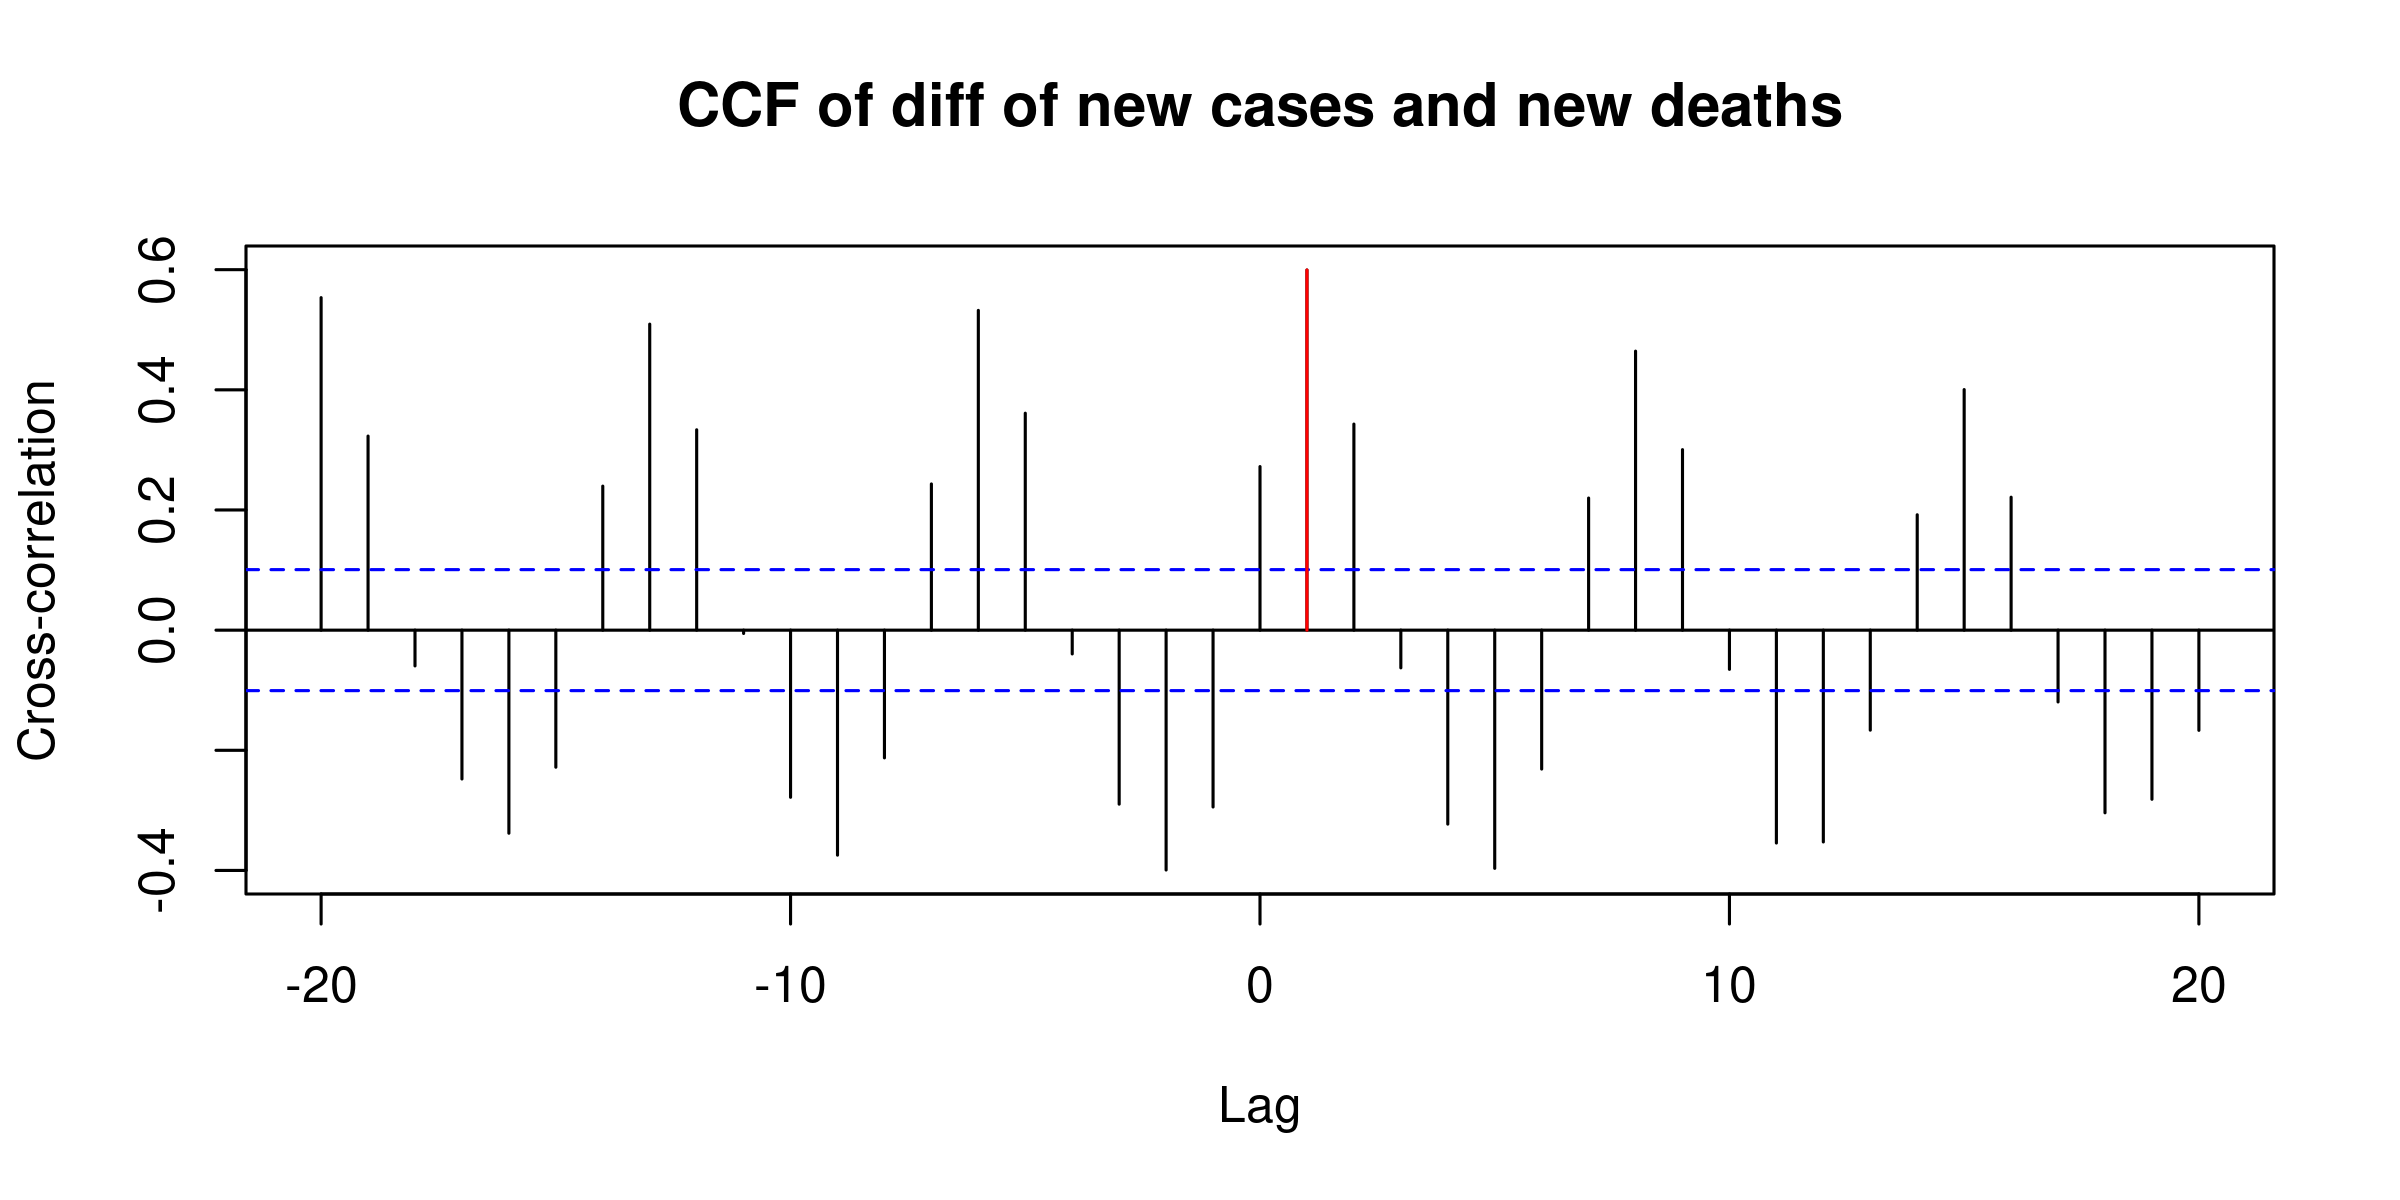 CCF of diff of new cases and new deaths
Cross-correlation
0.6
0.4
0.2
0.0
-0.4
-20 -10 0 10 20
Lag